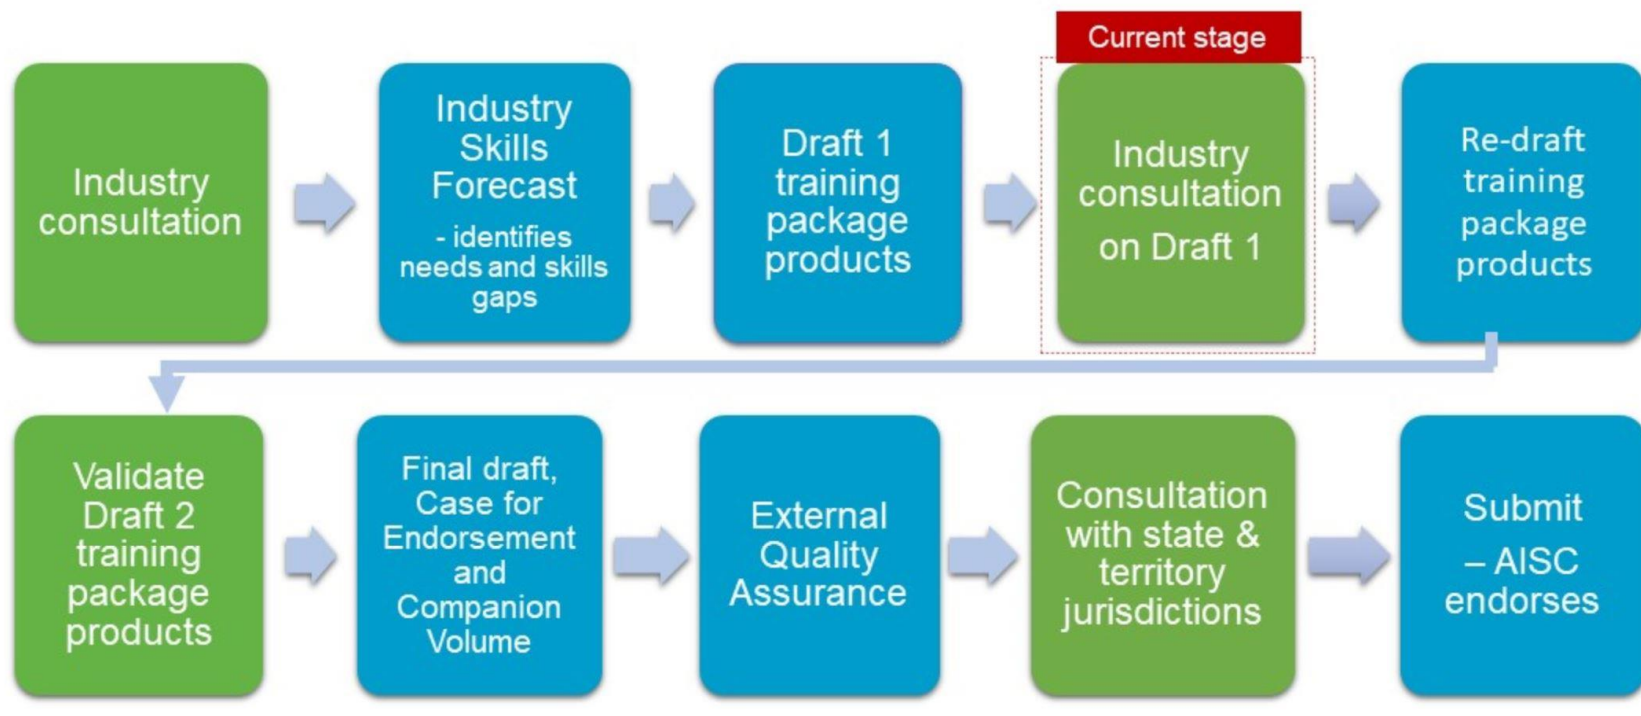 Current stage
Industry
consultation
Industry
Skills
Forecast
- identifies
needs and skills
gaps
Draft 1
training
package
products
Industry
consultation
on Draft 1
Re-draft
training
package
products
Validate
Draft 2
training
package
products
Final draft,
Case for
Endorsement
and
Companion
Volume
External
Quality
Assurance
Consultation
with state &
territory
jurisdictions
Submit
– AISC
endorses